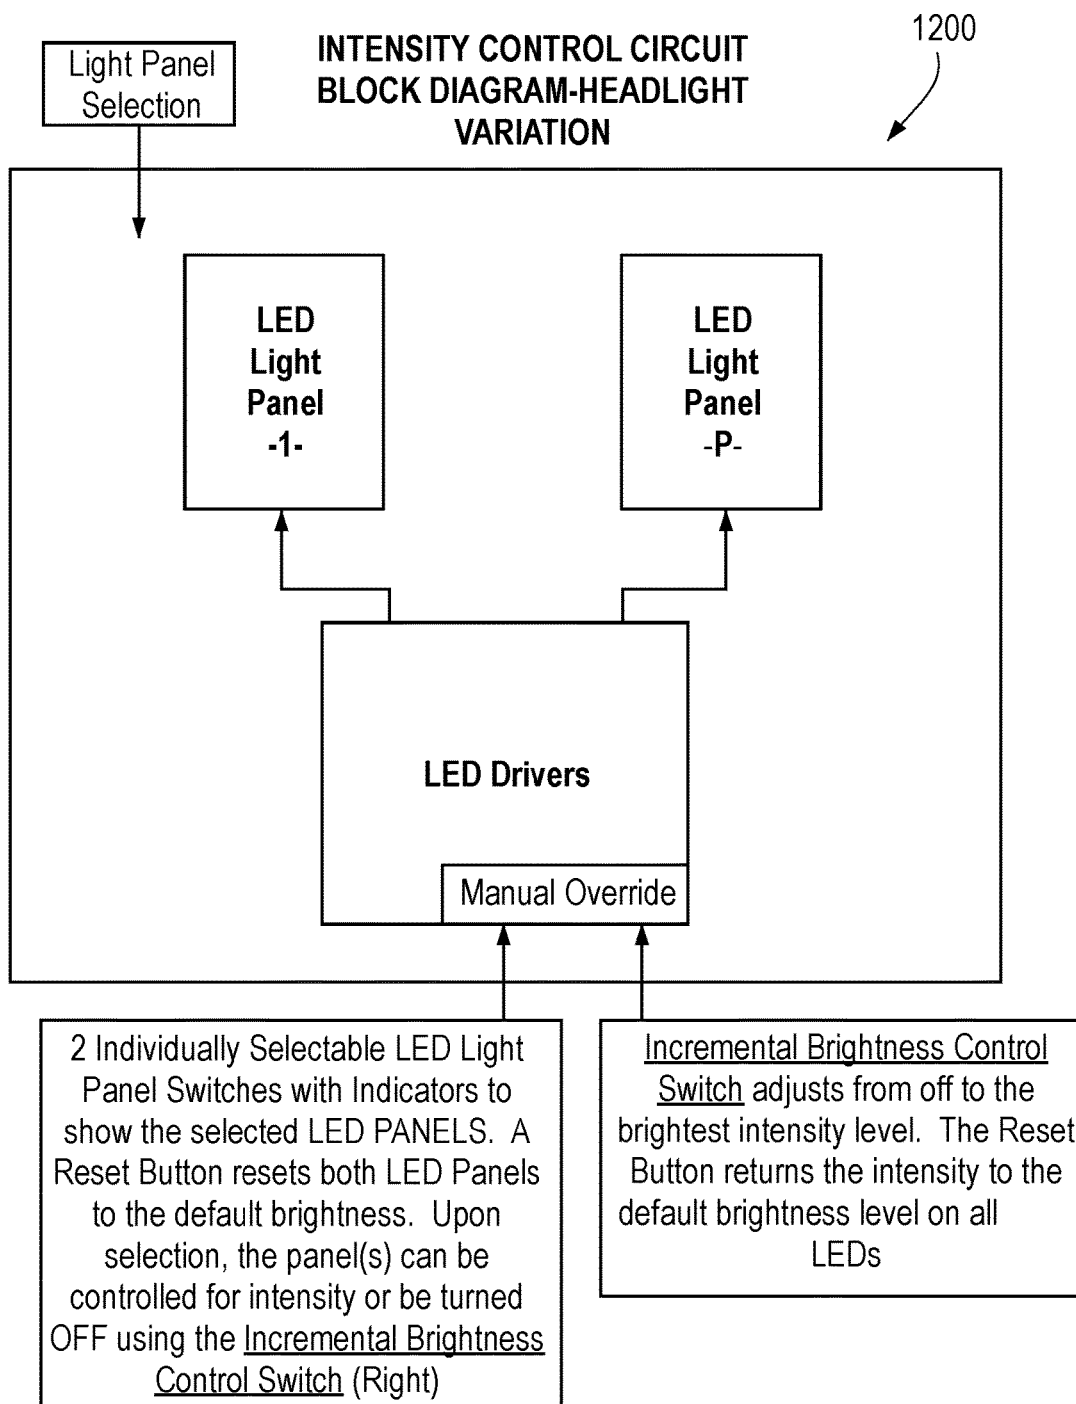 1200
Light Panel
Selection
INTENSITY CONTROL CIRCUIT
BLOCK DIAGRAM-HEADLIGHT
VARIATION
LED
Light
Panel
-1-
LED
Light
Panel
-P-
LED Drivers
Manual Override
2 Individually Selectable LED Light
Panel Switches with Indicators to
show the selected LED PANELS. A
Reset Button resets both LED Panels
to the default brightness. Upon
selection, the panel(s) can be
controlled for intensity or be turned
OFF using the Incremental Brightness
Control Switch (Right)
Incremental Brightness Control
Switch adjusts from off to the
brightest intensity level. The Reset
Button returns the intensity to the
default brightness level on all
LEDs